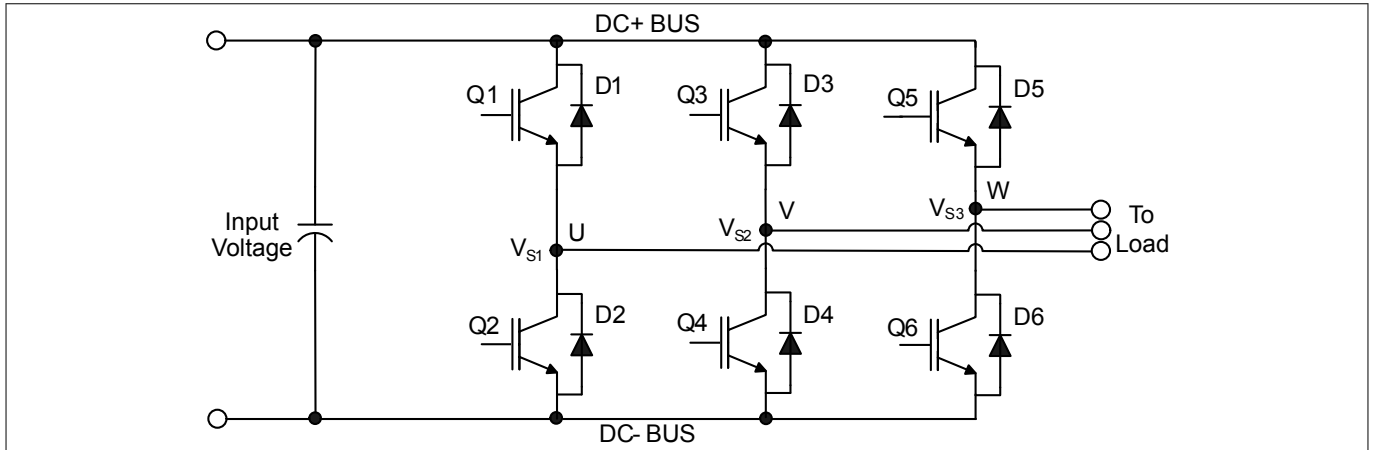 DC+ BUS
Q1
D1
Q3
D3
Q5
D5
Input
Voltage
U
V
W
VS1
VS2
VS3
To
Load
Q2
D2
Q4
D4
Q6
D6
DC- BUS